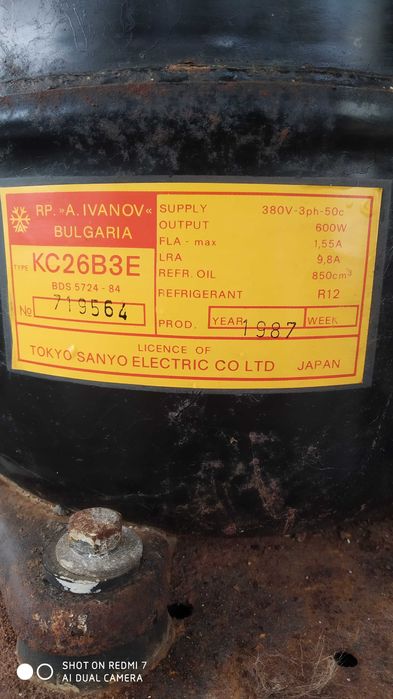 RP. »A. IVANOV«
BULGARIA
TYPE KC26B3E
BDS 5724 - 84
№ 719564
SUPPLY 380V-3ph-50c
OUTPUT 600W
FLA - max 1,55A
LRA 9,8A
REFR. OIL 850cm³
REFRIGERANT R12
PROD. YEAR 1987 WEEK
LICENCE OF
TOKYO SANYO ELECTRIC CO LTD JAPAN
SHOT ON REDMI 7
AI DUAL CAMERA